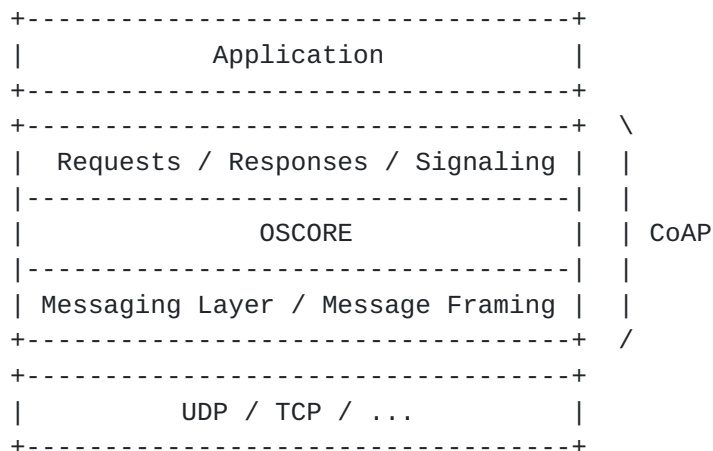 +-----------------------------------+
|            Application            |
+-----------------------------------+
+-----------------------------------+  \
|  Requests / Responses / Signaling |  |
|-----------------------------------|  |
|               OSCORE              |  | CoAP
|-----------------------------------|  |
| Messaging Layer / Message Framing |  |
+-----------------------------------+  /
+-----------------------------------+
|          UDP / TCP / ...          |
+-----------------------------------+